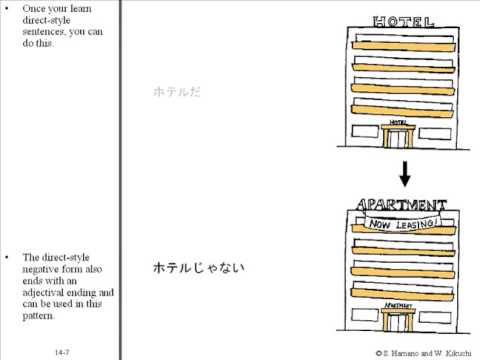 • Once your learn
direct-style
sentences, you can
do this.
ホテルだ
HOTEL
HOTEL
APARTMENT
NOW LEASING!
APARTMENT
• The direct-style
negative form also
ends with an
adjectival ending and
can be used in this
pattern.
ホテルじゃない
14-7
© S. Hamano and W. Kikuchi